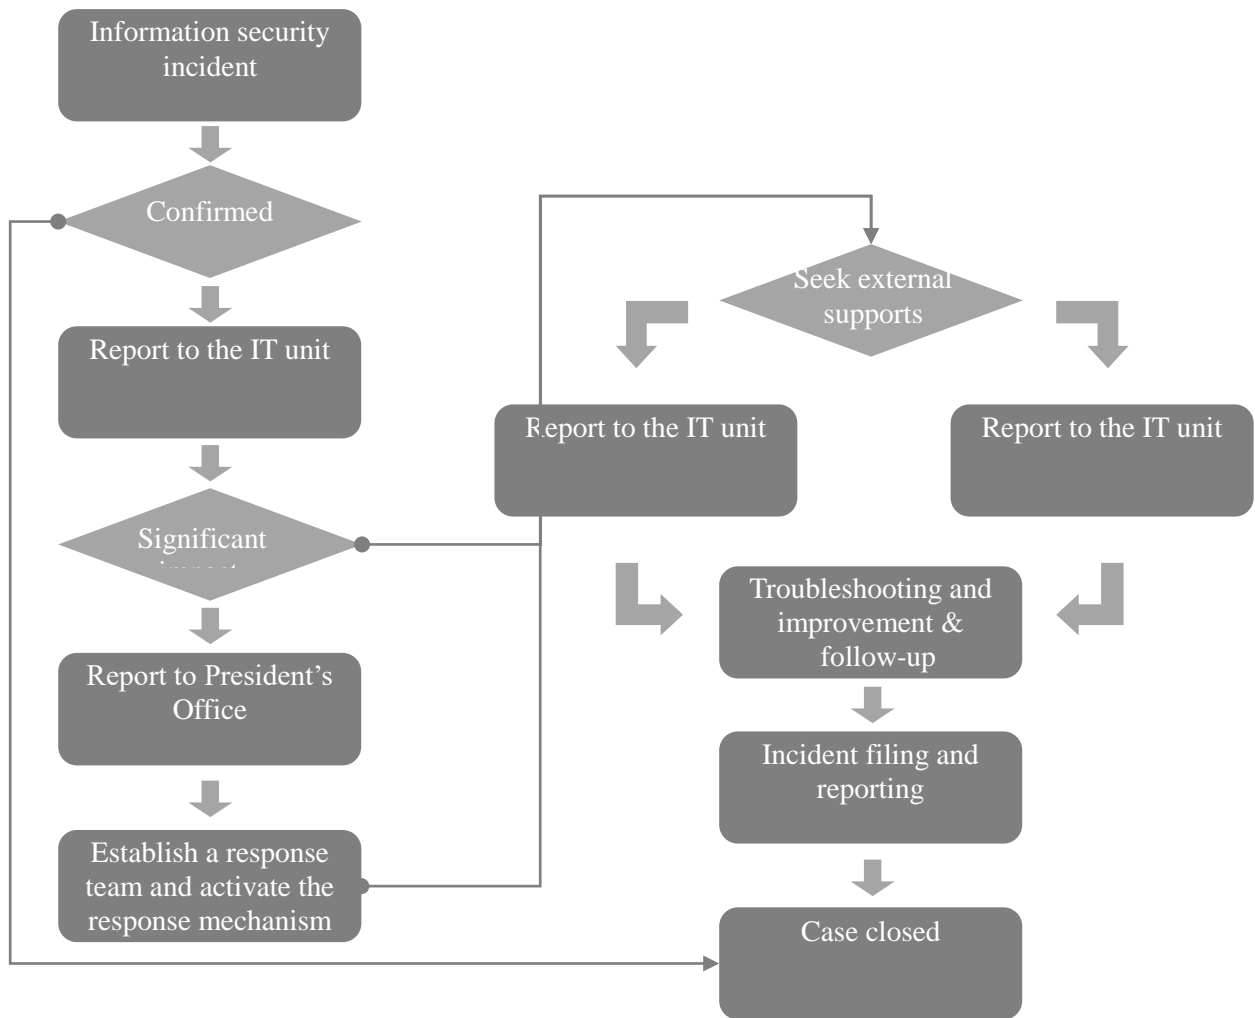 Information security
incident
Confirmed
Report to the IT unit
Significant
Report to President’s
Office
Establish a response
team and activate the
response mechanism
Seek external
supports
Report to the IT unit
Report to the IT unit
Troubleshooting and
improvement &
follow-up
Incident filing and
reporting
Case closed